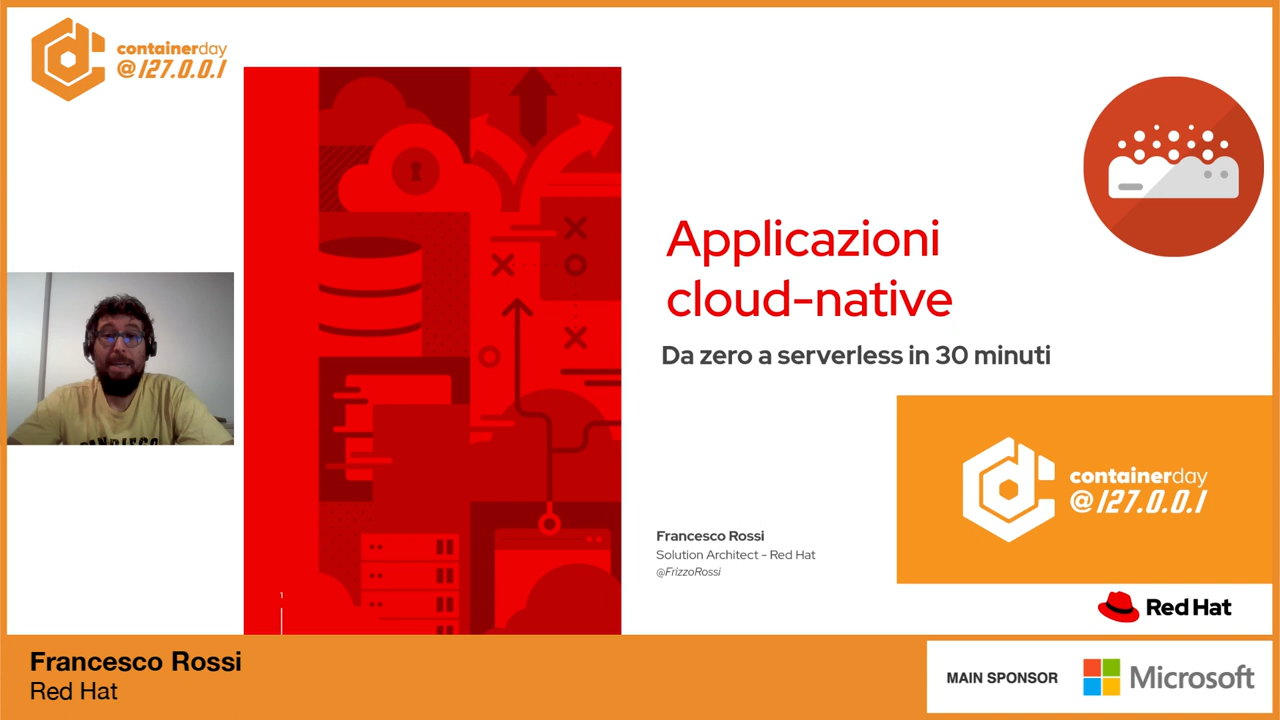 containerday
@127.0.0.1
Applicazioni
cloud-native
Da zero a serverless in 30 minuti
containerday
@127.0.0.1
Francesco Rossi
Solution Architect - Red Hat
@FrizzoRossi
1
Red Hat
Francesco Rossi
Red Hat
MAIN SPONSOR
Microsoft